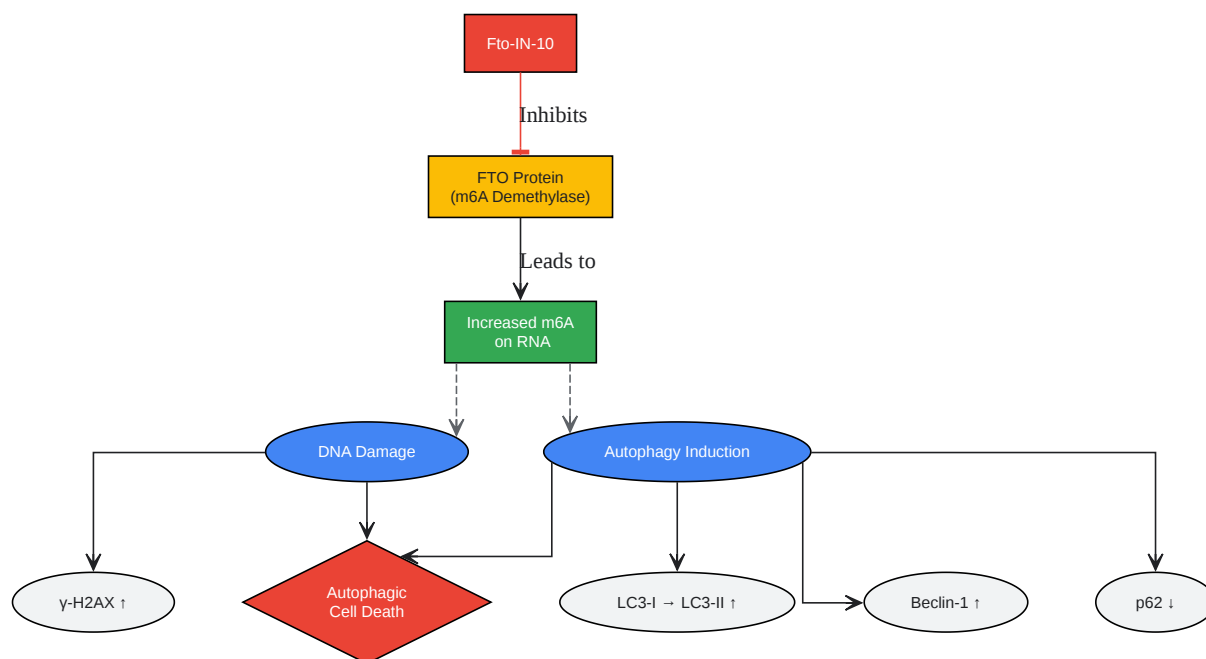 Fto-IN-10
Inhibits
FTO Protein
(m6A Demethylase)
Leads to
Increased m6A
on RNA
DNA Damage
Autophagy Induction
γ-H2AX ↑
Autophagic
Cell Death
LC3-I → LC3-II ↑
Beclin-1 ↑
p62 ↓